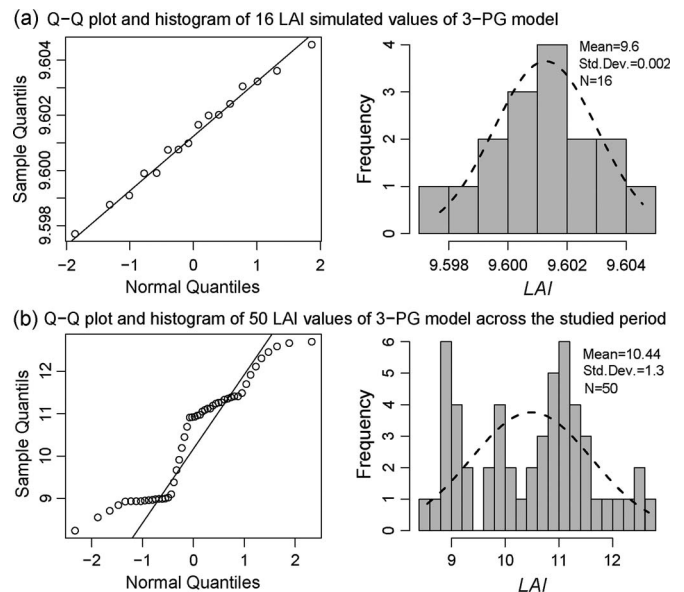 (a) Q−Q plot and histogram of 16 LAI simulated values of 3−PG model
Sample Quantils
9.598 9.600 9.602 9.604
−2 −1 0 1 2
Normal Quantiles
Frequency
0 1 2 3 4
Mean=9.6
Std.Dev.=0.002
N=16
9.598 9.600 9.602 9.604
LAI
(b) Q−Q plot and histogram of 50 LAI values of 3−PG model across the studied period
Sample Quantils
9 10 11 12
−2 −1 0 1 2
Normal Quantiles
Frequency
0 1 2 3 4 5 6
Mean=10.44
Std.Dev.=1.3
N=50
9 10 11 12
LAI